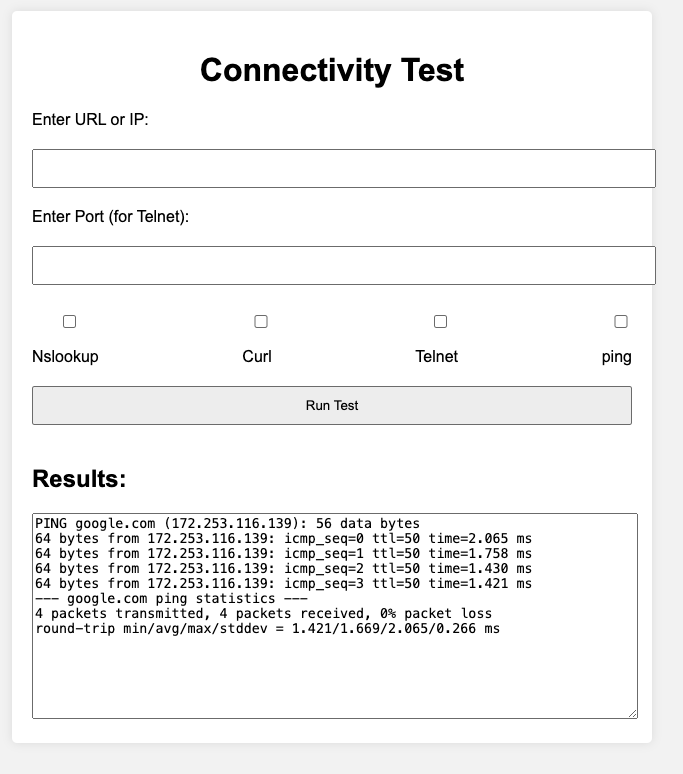 Connectivity Test
Enter URL or IP:
Enter Port (for Telnet):
Nslookup Curl Telnet ping
Run Test
Results:
PING google.com (172.253.116.139): 56 data bytes
64 bytes from 172.253.116.139: icmp_seq=0 ttl=50 time=2.065 ms
64 bytes from 172.253.116.139: icmp_seq=1 ttl=50 time=1.758 ms
64 bytes from 172.253.116.139: icmp_seq=2 ttl=50 time=1.430 ms
64 bytes from 172.253.116.139: icmp_seq=3 ttl=50 time=1.421 ms
--- google.com ping statistics ---
4 packets transmitted, 4 packets received, 0% packet loss
round-trip min/avg/max/stddev = 1.421/1.669/2.065/0.266 ms